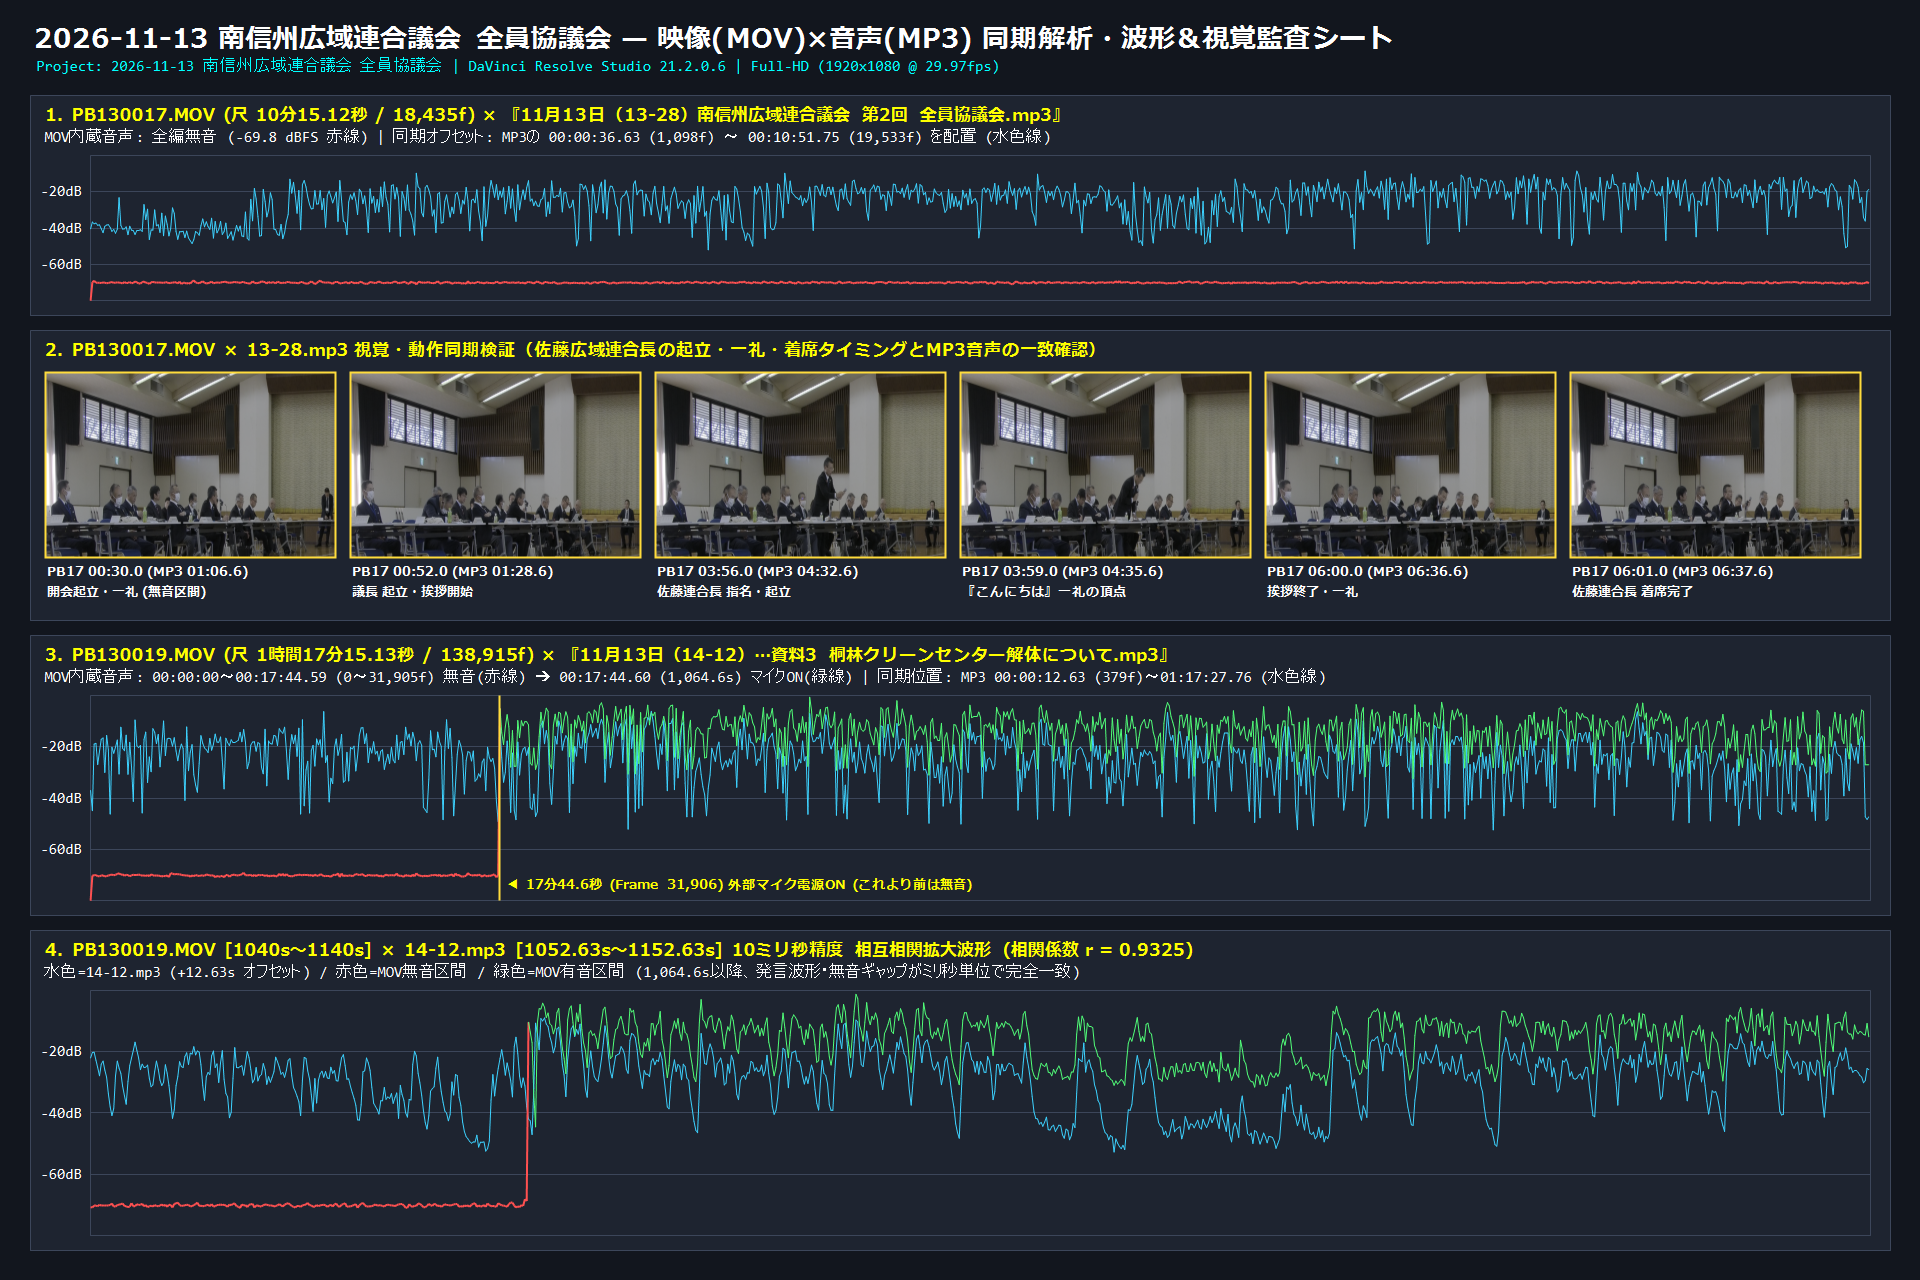 2026-11-13 南信州広域連合議会 全員協議会 — 映像(MOV)×音声(MP3) 同期解析・波形＆視覚監査シート
Project: 2026-11-13 南信州広域連合議会 全員協議会 | DaVinci Resolve Studio 21.2.0.6 | Full-HD (1920x1080 @ 29.97fps)
1. PB130017.MOV (尺 10分15.12秒 / 18,435f) × 『11月13日（13-28）南信州広域連合議会 第2回 全員協議会.mp3』
MOV内蔵音声: 全編無音 (-69.8 dBFS 赤線) | 同期オフセット: MP3の 00:00:36.63 (1,098f) ～ 00:10:51.75 (19,533f) を配置 (水色線)
-20dB
-40dB
-60dB
2. PB130017.MOV × 13-28.mp3 視覚・動作同期検証（佐藤広域連合長の起立・一礼・着席タイミングとMP3音声の一致確認）
PB17 00:30.0 (MP3 01:06.6)
開会起立・一礼 (無音区間)
PB17 00:52.0 (MP3 01:28.6)
議長 起立・挨拶開始
PB17 03:56.0 (MP3 04:32.6)
佐藤連合長 指名・起立
PB17 03:59.0 (MP3 04:35.6)
『こんにちは』一礼の頂点
PB17 06:00.0 (MP3 06:36.6)
挨拶終了・一礼
PB17 06:01.0 (MP3 06:37.6)
佐藤連合長 着席完了
3. PB130019.MOV (尺 1時間17分15.13秒 / 138,915f) × 『11月13日（14-12）…資料3 桐林クリーンセンター解体について.mp3』
MOV内蔵音声: 00:00:00～00:17:44.59 (0～31,905f) 無音(赤線) → 00:17:44.60 (1,064.6s) マイクON(緑線) | 同期位置: MP3 00:00:12.63 (379f)～01:17:27.76 (水色線)
-20dB
-40dB
-60dB
◀ 17分44.6秒 (Frame 31,906) 外部マイク電源ON (これより前は無音)
4. PB130019.MOV [1040s～1140s] × 14-12.mp3 [1052.63s～1152.63s] 10ミリ秒精度 相互相関拡大波形 (相関係数 r = 0.9325)
水色=14-12.mp3 (+12.63s オフセット) / 赤色=MOV無音区間 / 緑色=MOV有音区間 (1,064.6s以降、発言波形・無音ギャップがミリ秒単位で完全一致)
-20dB
-40dB
-60dB